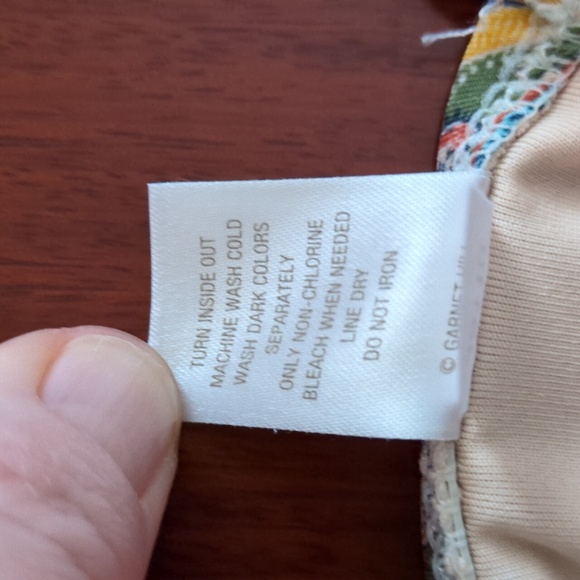 TURN INSIDE OUT
MACHINE WASH COLD
WASH DARK COLORS
SEPARATELY
ONLY NON-CHLORINE
BLEACH WHEN NEEDED
LINE DRY
DO NOT IRON
© GARNET